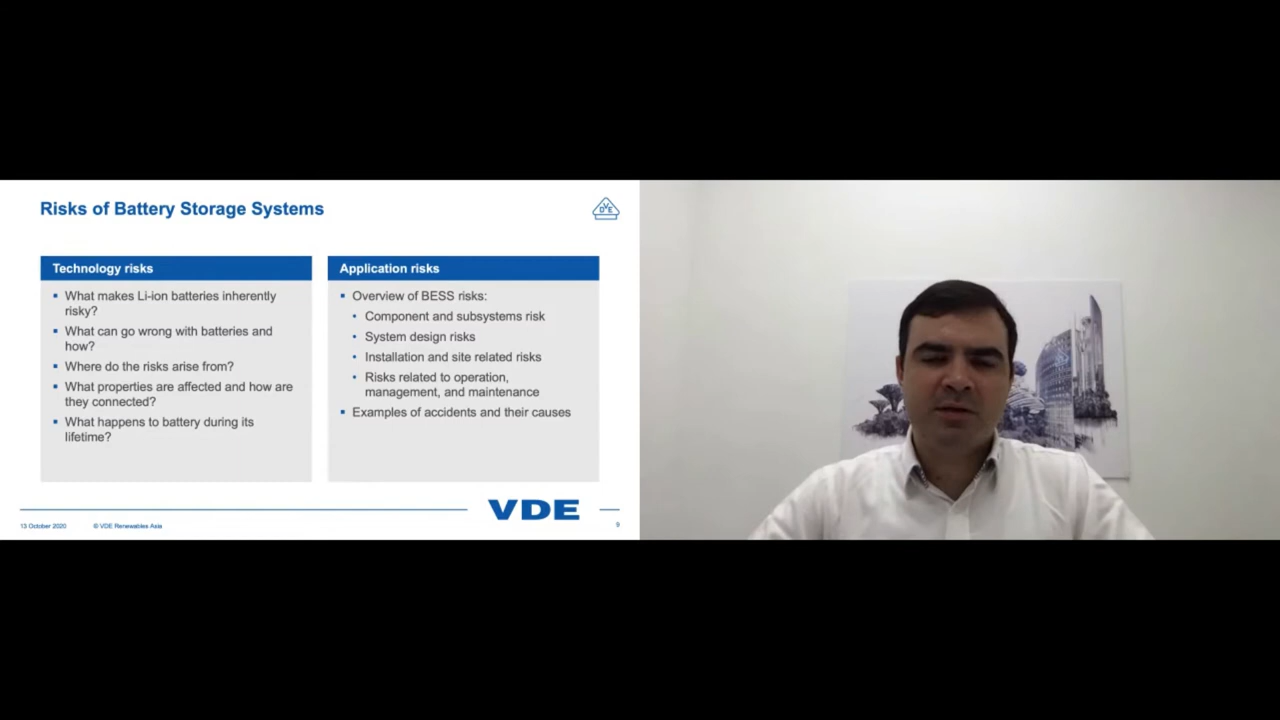 Risks of Battery Storage Systems
VDE
Technology risks
What makes Li-ion batteries inherently
risky?
What can go wrong with batteries and
how?
Where do the risks arise from?
What properties are affected and how are
they connected?
What happens to battery during its
lifetime?
Application risks
Overview of BESS risks:
Component and subsystems risk
System design risks
Installation and site related risks
Risks related to operation,
management, and maintenance
Examples of accidents and their causes
VDE
13 October 2020
© VDE Renewables Asia
9